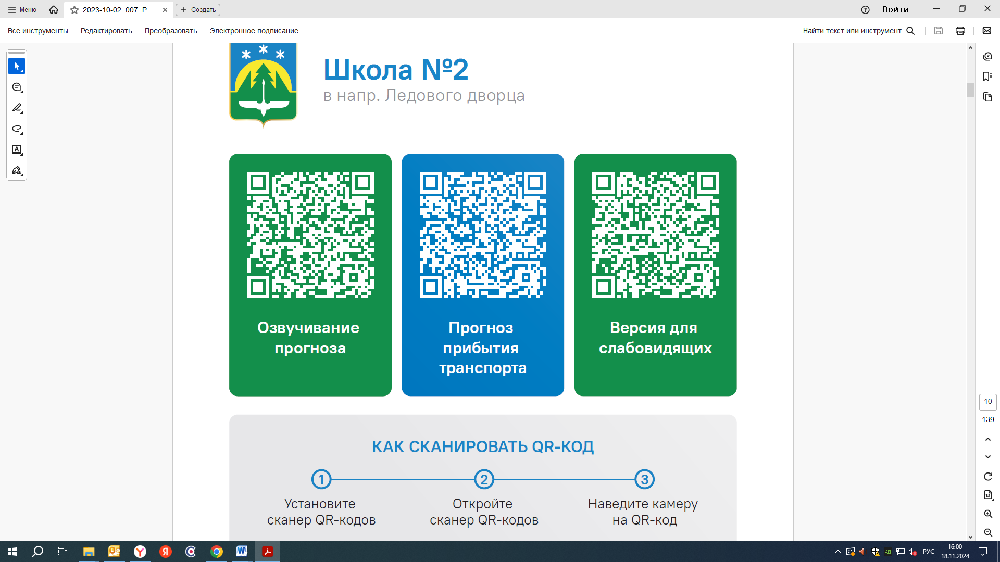 Меню
2023-10-02_007_P...
Создать
Войти
Все инструменты
Редактировать
Преобразовать
Электронное подписание
Найти текст или инструмент
Школа №2
в напр. Ледового дворца
Озвучивание
прогноза
Прогноз
прибытия
транспорта
Версия для
слабовидящих
КАК СКАНИРОВАТЬ QR-КОД
1
2
3
Установите
сканер QR-кодов
Откройте
сканер QR-кодов
Наведите камеру
на QR-код
10
139
1:1
РУС
16:00
18.11.2024